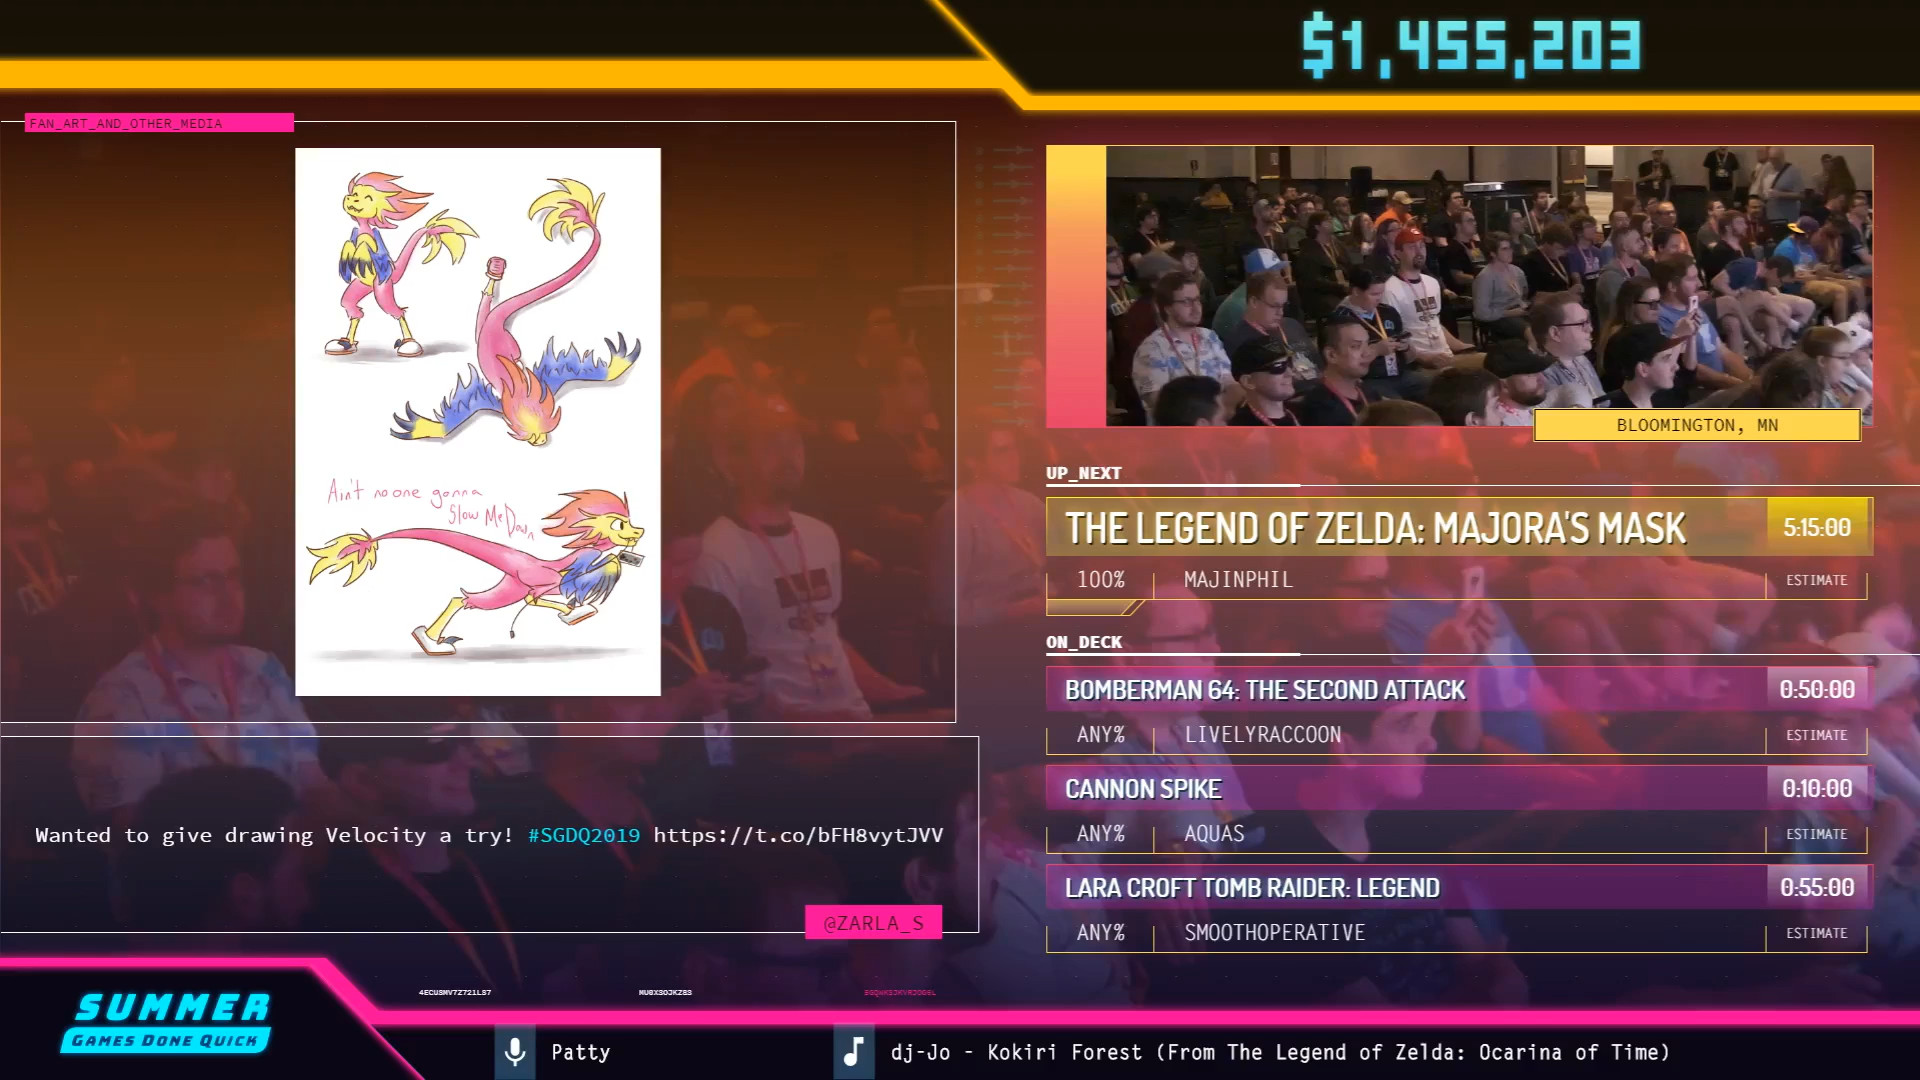 $1,455,203
FAN_ART_AND_OTHER_MEDIA
Ain't no one gonna
Slow Me Down
BLOOMINGTON, MN
UP_NEXT
THE LEGEND OF ZELDA: MAJORA'S MASK
5:15:00
100%
MAJINPHIL
ESTIMATE
ON_DECK
BOMBERMAN 64: THE SECOND ATTACK
0:50:00
ANY%
LIVELYRACCOON
ESTIMATE
CANNON SPIKE
0:10:00
ANY%
AQUAS
ESTIMATE
LARA CROFT TOMB RAIDER: LEGEND
0:55:00
ANY%
SMOOTHOPERATIVE
ESTIMATE
Wanted to give drawing Velocity a try! #SGDQ2019 https://t.co/bFH8vytJVV
@ZARLA_S
SUMMER
GAMES DONE QUICK
Patty
dj-Jo - Kokiri Forest (From The Legend of Zelda: Ocarina of Time)